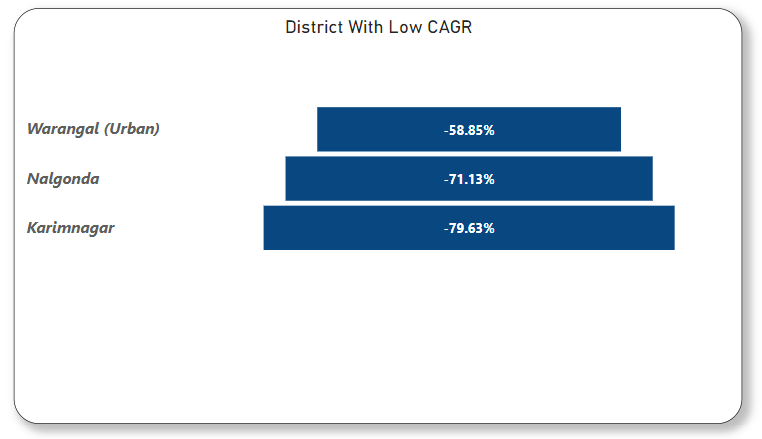 District With Low CAGR
Warangal (Urban) -58.85%
Nalgonda -71.13%
Karimnagar -79.63%